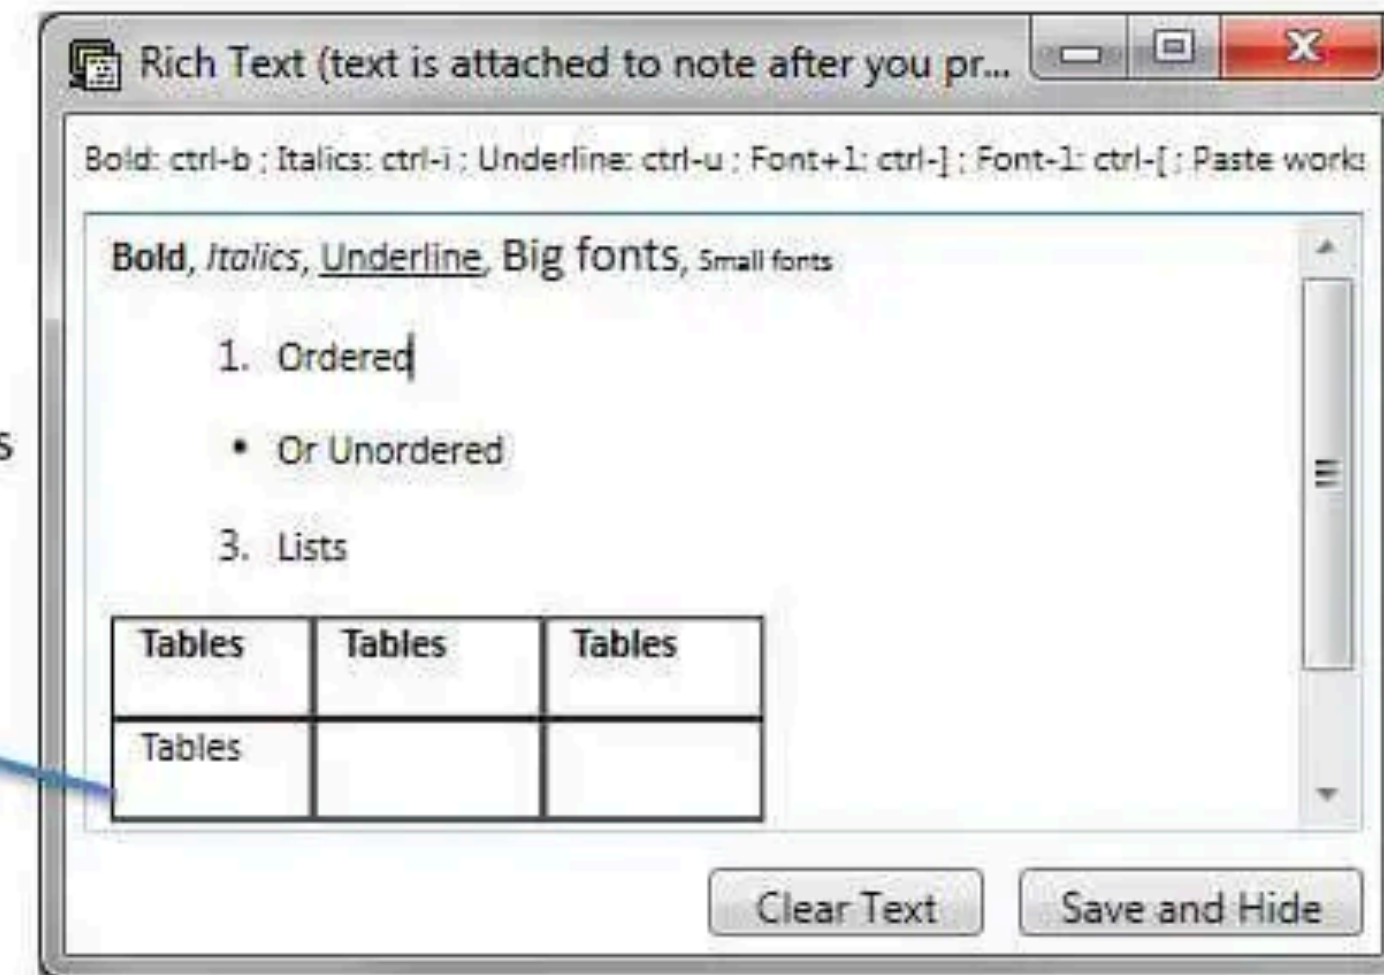 Rich Text (text is attached to note after you pr...
Bold: ctrl-b ; Italics: ctrl-i ; Underline: ctrl-u ; Font+1: ctrl-] ; Font-1: ctrl-[ ; Paste works
Bold, Italics, Underline, Big fonts, Small fonts
1. Ordered
s
• Or Unordered
3. Lists
Tables Tables Tables
Tables
Clear Text Save and Hide